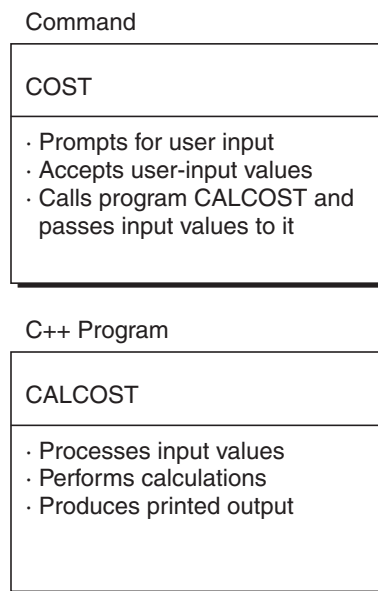 Command
COST
· Prompts for user input
· Accepts user-input values
· Calls program CALCOST and
passes input values to it
C++ Program
CALCOST
· Processes input values
· Performs calculations
· Produces printed output